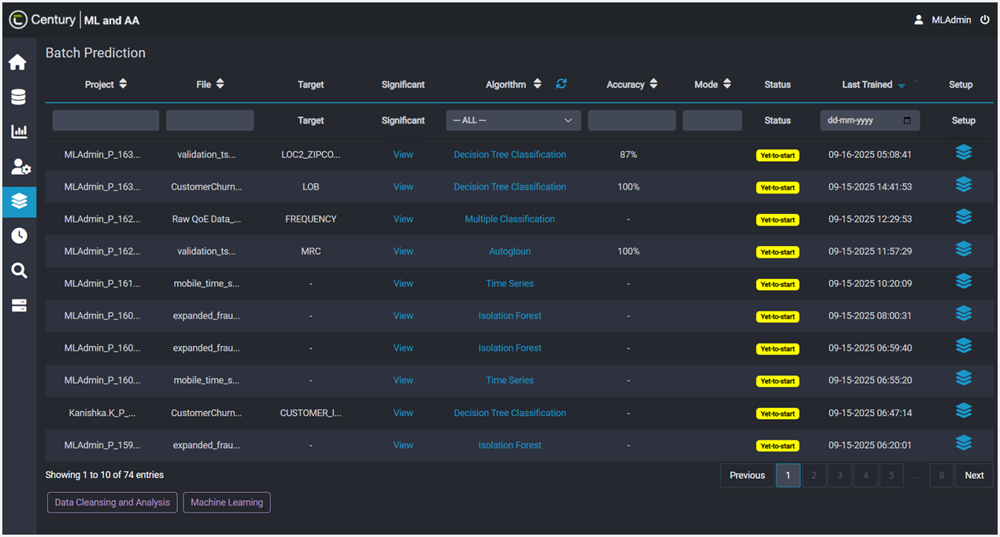 Century | ML and AA
MLAdmin
Batch Prediction
Project File Target Significant Algorithm Accuracy Mode Status Last Trained Setup
Target Significant — ALL — Status dd-mm-yyyy Setup
MLAdmin_P_163... validation_ts... LOC2_ZIPCO... View Decision Tree Classification 87% Yet-to-start 09-16-2025 05:08:41
MLAdmin_P_163... CustomerChurn... LOB View Decision Tree Classification 100% Yet-to-start 09-15-2025 14:41:53
MLAdmin_P_162... Raw QoE Data_... FREQUENCY View Multiple Classification - Yet-to-start 09-15-2025 12:29:53
MLAdmin_P_162... validation_ts... MRC View Autogloun 100% Yet-to-start 09-15-2025 11:57:29
MLAdmin_P_161... mobile_time_s... - View Time Series - Yet-to-start 09-15-2025 10:20:09
MLAdmin_P_160... expanded_frau... - View Isolation Forest - Yet-to-start 09-15-2025 08:00:31
MLAdmin_P_160... expanded_frau... - View Isolation Forest - Yet-to-start 09-15-2025 06:59:40
MLAdmin_P_160... mobile_time_s... - View Time Series - Yet-to-start 09-15-2025 06:55:20
Kanishka.K_P_... CustomerChurn... CUSTOMER_I... View Decision Tree Classification - Yet-to-start 09-15-2025 06:47:14
MLAdmin_P_159... expanded_frau... - View Isolation Forest - Yet-to-start 09-15-2025 06:20:01
Showing 1 to 10 of 74 entries
Previous 1 2 3 4 5 ... 8 Next
Data Cleansing and Analysis Machine Learning